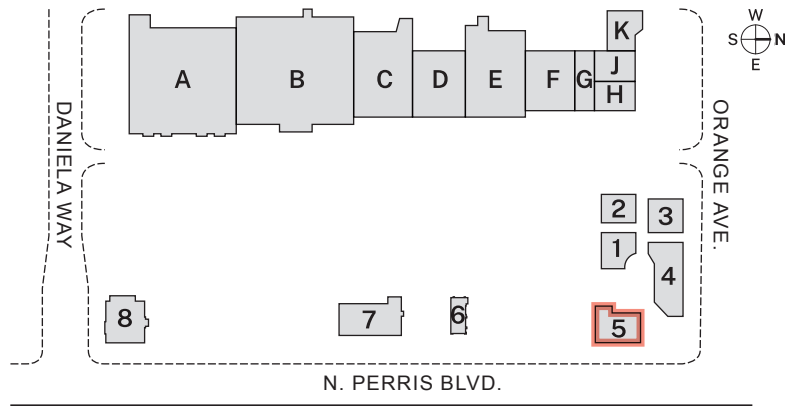 W
S N
E
K
A
B
C
D
E
F
G
J
H
DANIELA WAY
ORANGE AVE.
2
3
1
4
8
7
6
5
N. PERRIS BLVD.